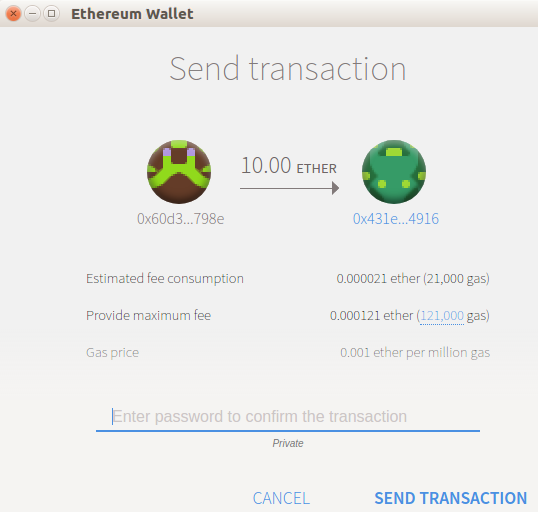 Ethereum Wallet
Send transaction
10.00 ETHER
0x60d3...798e 0x431e...4916
Estimated fee consumption 0.000021 ether (21,000 gas)
Provide maximum fee 0.000121 ether (121,000 gas)
Gas price 0.001 ether per million gas
Enter password to confirm the transaction
Private
CANCEL SEND TRANSACTION